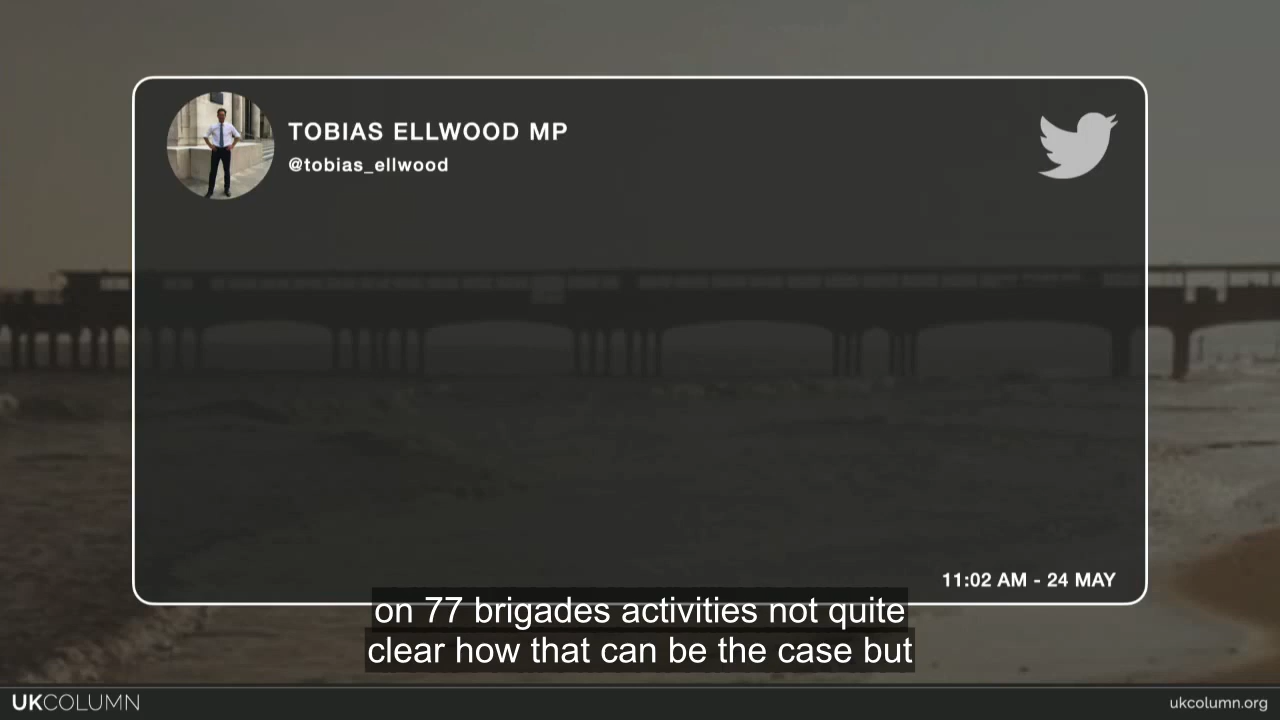 TOBIAS ELLWOOD MP
@tobias_ellwood
11:02 AM - 24 MAY
on 77 brigades activities not quite
clear how that can be the case but
UKCOLUMN
ukcolumn.org